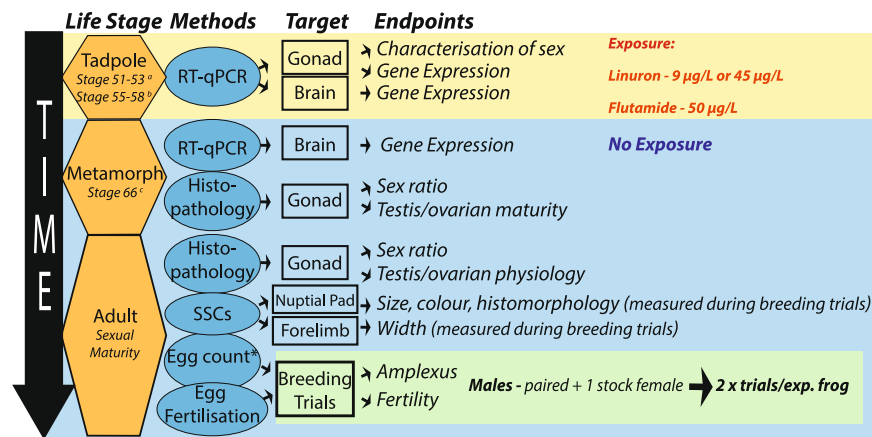 Life Stage Methods Target Endpoints
TIME
Tadpole
Stage 51-53 a
Stage 55-58 b
RT-qPCR
Gonad
Brain
Characterisation of sex
Gene Expression
Gene Expression
Exposure:
Linuron - 9 µg/L or 45 µg/L
Flutamide - 50 µg/L
Metamorph
Stage 66 c
RT-qPCR
Brain
Gene Expression
No Exposure
Histo-
pathology
Gonad
Sex ratio
Testis/ovarian maturity
Adult
Sexual
Maturity
Histo-
pathology
Gonad
Sex ratio
Testis/ovarian physiology
SSCs
Nuptial Pad
Size, colour, histomorphology (measured during breeding trials)
Forelimb
Width (measured during breeding trials)
Egg count*
Egg
Fertilisation
Breeding
Trials
Amplexus
Fertility
Males - paired + 1 stock female 2 x trials/exp. frog